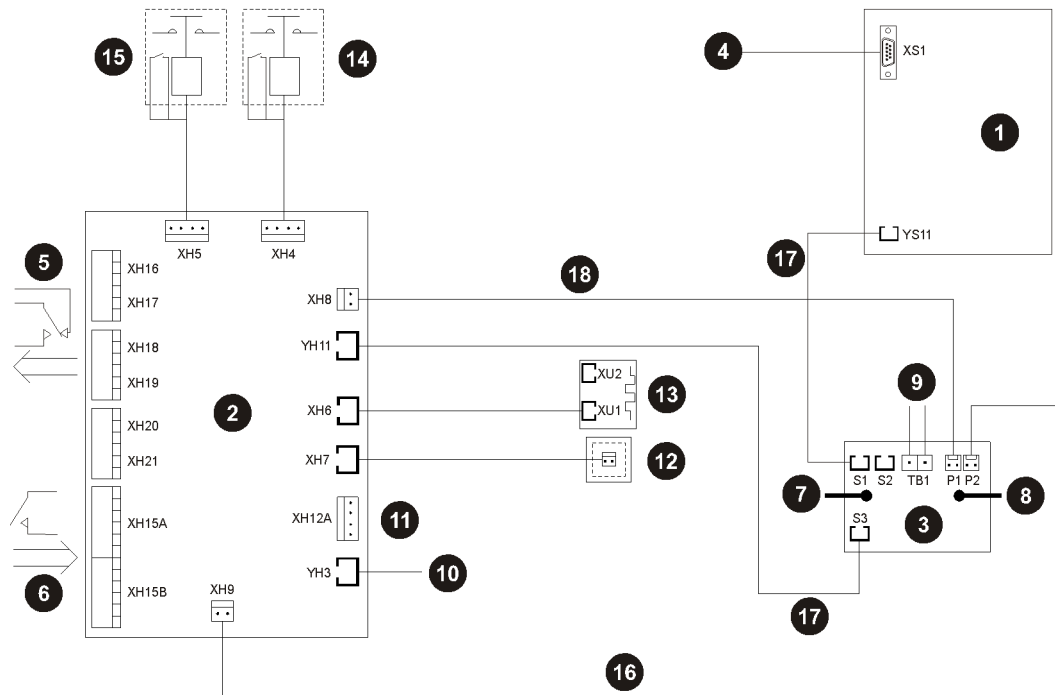 15
14
4
XS1
1
XH5
XH4
YS11
5
XH16
17
XH17
18
XH8
XH18
YH11
XH19
XU2
13
9
2
XH6
XU1
XH20
XH21
XH7
12
S1
S2
TB1
P1
P2
7
8
XH15A
XH12A
11
S3
3
6
XH15B
XH9
YH3
10
17
16